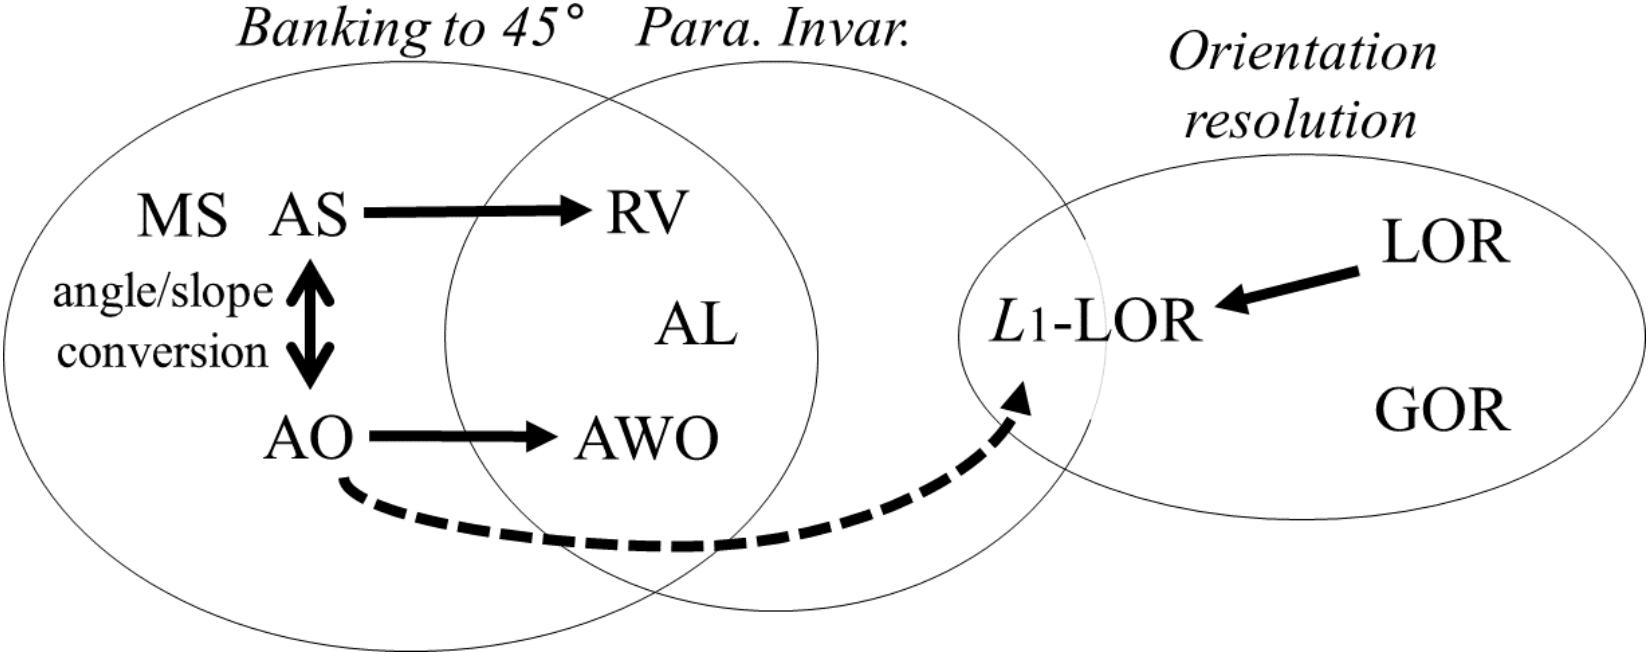 Banking to 45°
Para. Invar.
Orientation
resolution
MS
AS
RV
angle/slope
conversion
AL
AO
AWO
L1-LOR
LOR
GOR